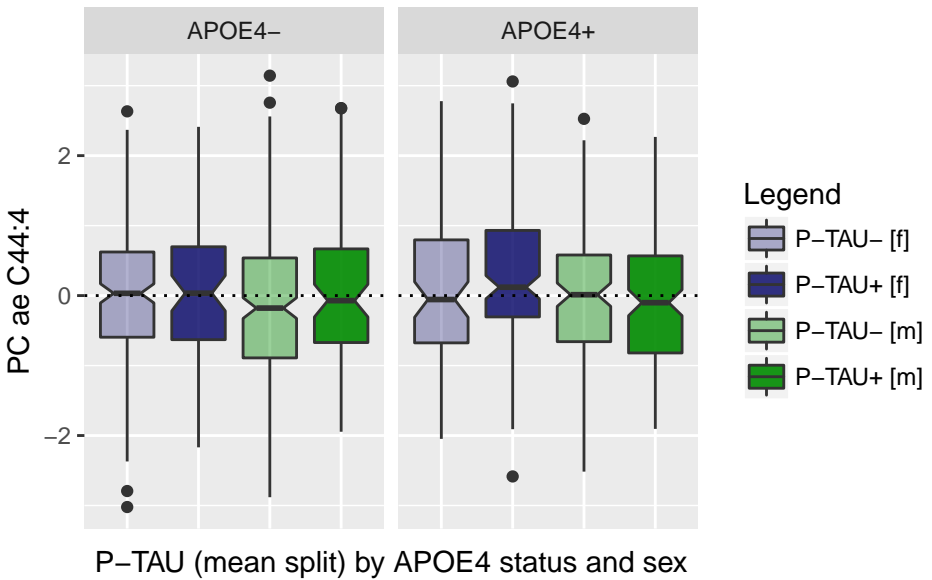 APOE4− APOE4+
PC ae C44:4
2
0
−2
P−TAU (mean split) by APOE4 status and sex
Legend
P−TAU− [f]
P−TAU+ [f]
P−TAU− [m]
P−TAU+ [m]